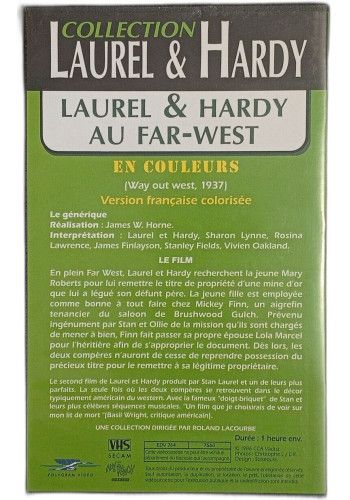 COLLECTION
LAUREL & HARDY
LAUREL & HARDY
AU FAR-WEST
EN COULEURS
(Way out west, 1937)
Version française colorisée
Le générique
Réalisation : James W. Horne.
Interprétation : Laurel et Hardy, Sharon Lynne, Rosina
Lawrence, James Finlayson, Stanley Fields, Vivien Oakland.
LE FILM
En plein Far West, Laurel et Hardy recherchent la jeune Mary
Roberts pour lui remettre le titre de propriété d'une mine d'or
que lui a légué son défunt père. La jeune fille est employée
comme bonne à tout faire chez Mickey Finn, un aigrefin
tenancier du saloon de Brushwood Gulch. Prévenu
ingénument par Stan et Ollie de la mission qu'ils sont chargés
de mener à bien, Finn fait passer sa propre épouse Lola Marcel
pour l'héritière afin de s'approprier le document. Dès lors, les
deux compères n'auront de cesse de reprendre possession du
précieux titre pour le remettre à sa légitime propriétaire.
Le second film de Laurel et Hardy produit par Stan Laurel et un de leurs plus
parfaits. La seule fois où les deux compères se retrouvent dans le décor
typiquement américain du western. Avec la fameux "doigt-briquet" de Stan et
leurs plus célèbres séquences musicales. "Un film que je choisirais de voir sur
mon lit de mort "(Basil Wright, critique américain).
UNE COLLECTION DIRIGÉE PAR ROLAND LACOURBE
Durée : 1 heure env.
VHS
SECAM
POLYGRAM VIDEO